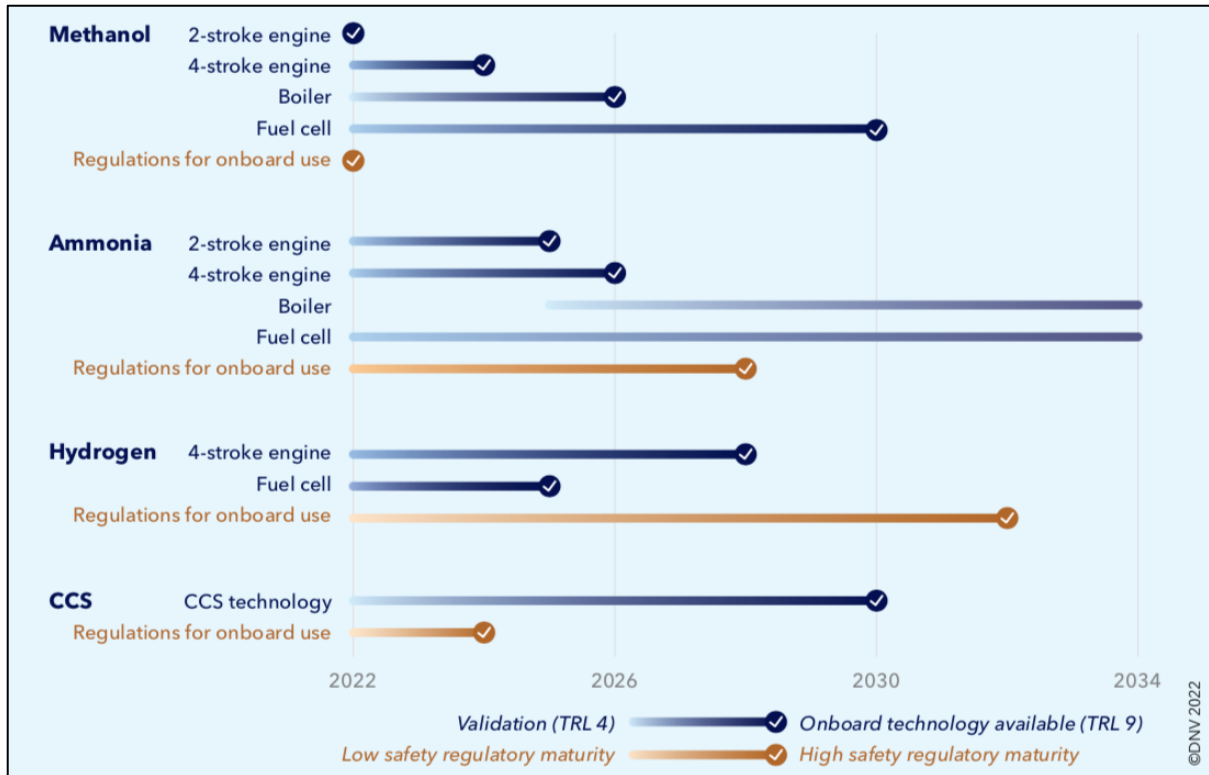 Methanol 2-stroke engine
4-stroke engine
Boiler
Fuel cell
Regulations for onboard use
Ammonia 2-stroke engine
4-stroke engine
Boiler
Fuel cell
Regulations for onboard use
Hydrogen 4-stroke engine
Fuel cell
Regulations for onboard use
CCS CCS technology
Regulations for onboard use
2022 2026 2030 2034
Validation (TRL 4) Onboard technology available (TRL 9)
Low safety regulatory maturity High safety regulatory maturity
©DNV 2022